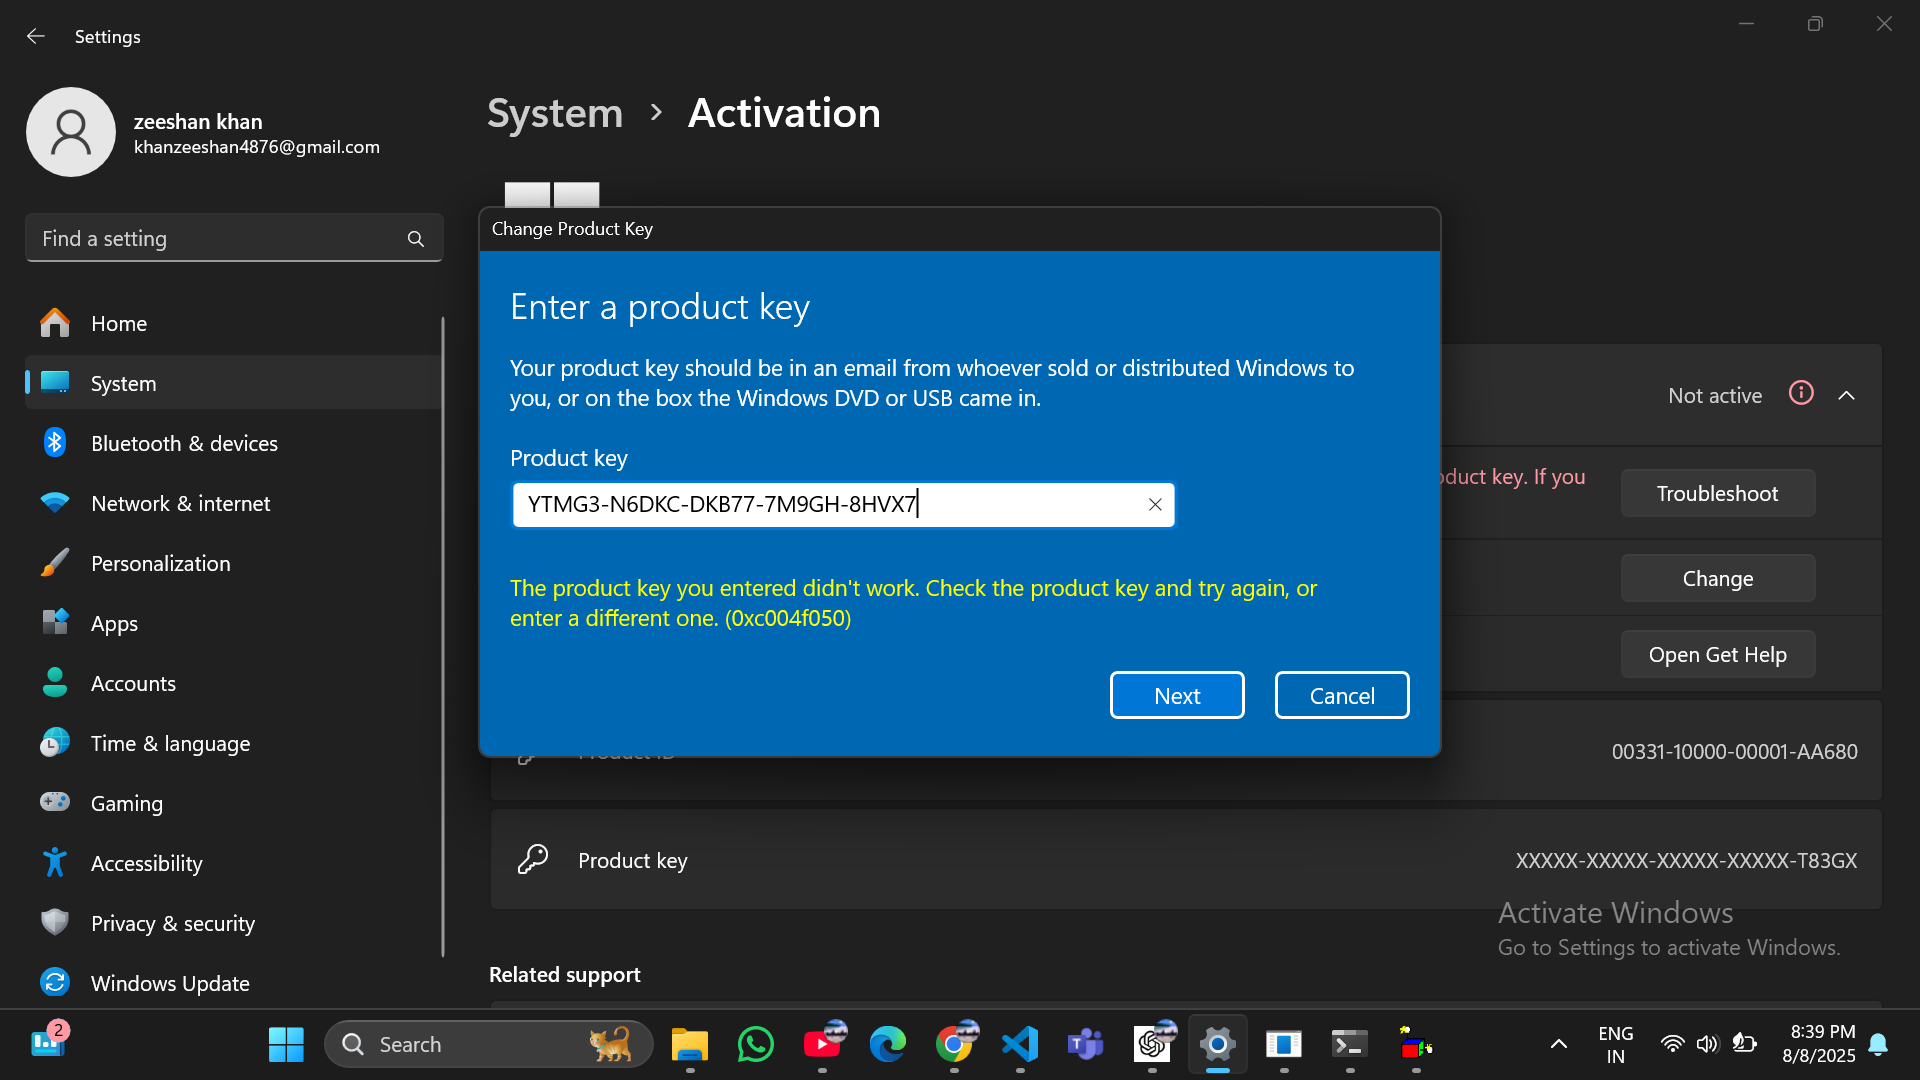 Settings
zeeshan khan
khanzeeshan4876@gmail.com
Find a setting
Home
System
Bluetooth & devices
Network & internet
Personalization
Apps
Accounts
Time & language
Gaming
Accessibility
Privacy & security
Windows Update
System > Activation
Change Product Key
Enter a product key
Your product key should be in an email from whoever sold or distributed Windows to
you, or on the box the Windows DVD or USB came in.
Product key
YTMG3-N6DKC-DKB77-7M9GH-8HVX7
The product key you entered didn't work. Check the product key and try again, or
enter a different one. (0xc004f050)
Next
Cancel
Not active
product key. If you
Troubleshoot
Change
Open Get Help
Product ID
00331-10000-00001-AA680
Product key
XXXXX-XXXXX-XXXXX-XXXXX-T83GX
Activate Windows
Go to Settings to activate Windows.
Related support
2
Search
ENG
IN
8:39 PM
8/8/2025